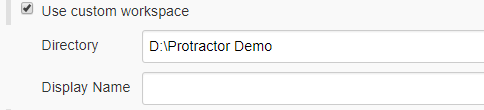 Use custom workspace
Directory D:\Protractor Demo
Display Name